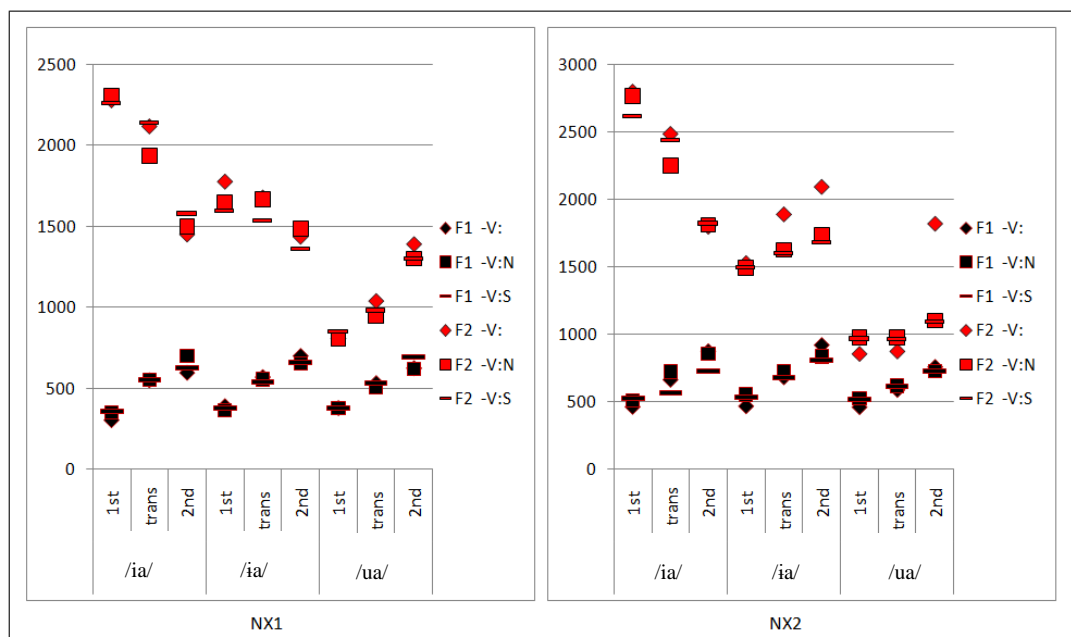 2500
2000
1500
1000
500
0
1st
trans
2nd
1st
trans
2nd
1st
trans
2nd
/ia/
/ɨa/
/ua/
F1 -V:
F1 -V:N
F1 -V:S
F2 -V:
F2 -V:N
F2 -V:S
NX1
3000
2500
2000
1500
1000
500
0
1st
trans
2nd
1st
trans
2nd
1st
trans
2nd
/ia/
/ɨa/
/ua/
F1 -V:
F1 -V:N
F1 -V:S
F2 -V:
F2 -V:N
F2 -V:S
NX2